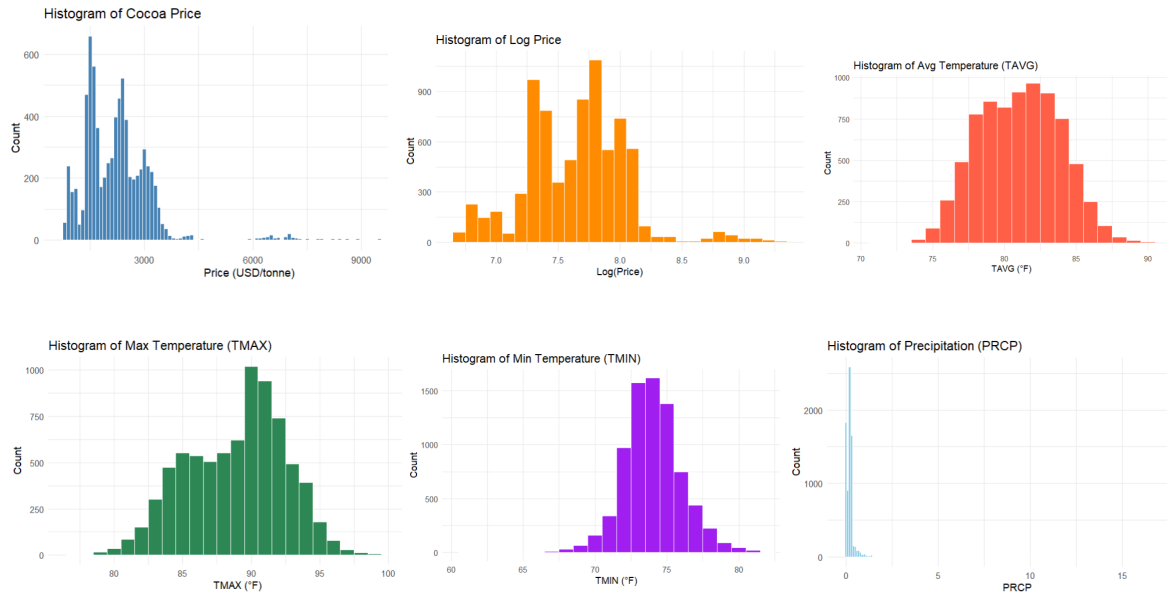 Histogram of Cocoa Price
Count
600
400
200
0
3000
6000
9000
Price (USD/tonne)
Histogram of Log Price
Count
900
600
300
0
7.0
7.5
8.0
8.5
9.0
Log(Price)
Histogram of Avg Temperature (TAVG)
Count
1000
750
500
250
0
70
75
80
85
90
TAVG (°F)
Histogram of Max Temperature (TMAX)
Count
1000
750
500
250
0
80
85
90
95
100
TMAX (°F)
Histogram of Min Temperature (TMIN)
Count
1500
1000
500
0
60
65
70
75
80
TMIN (°F)
Histogram of Precipitation (PRCP)
Count
2000
1000
0
0
5
10
15
PRCP